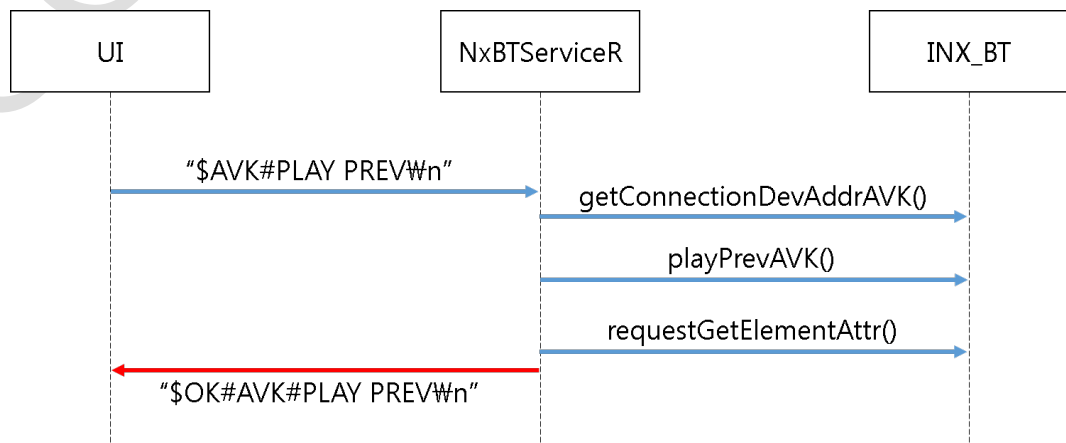 UI
NxBTServiceR
INX_BT
“$AVK#PLAY PREV₩n”
getConnectionDevAddrAVK()
playPrevAVK()
requestGetElementAttr()
“$OK#AVK#PLAY PREV₩n”